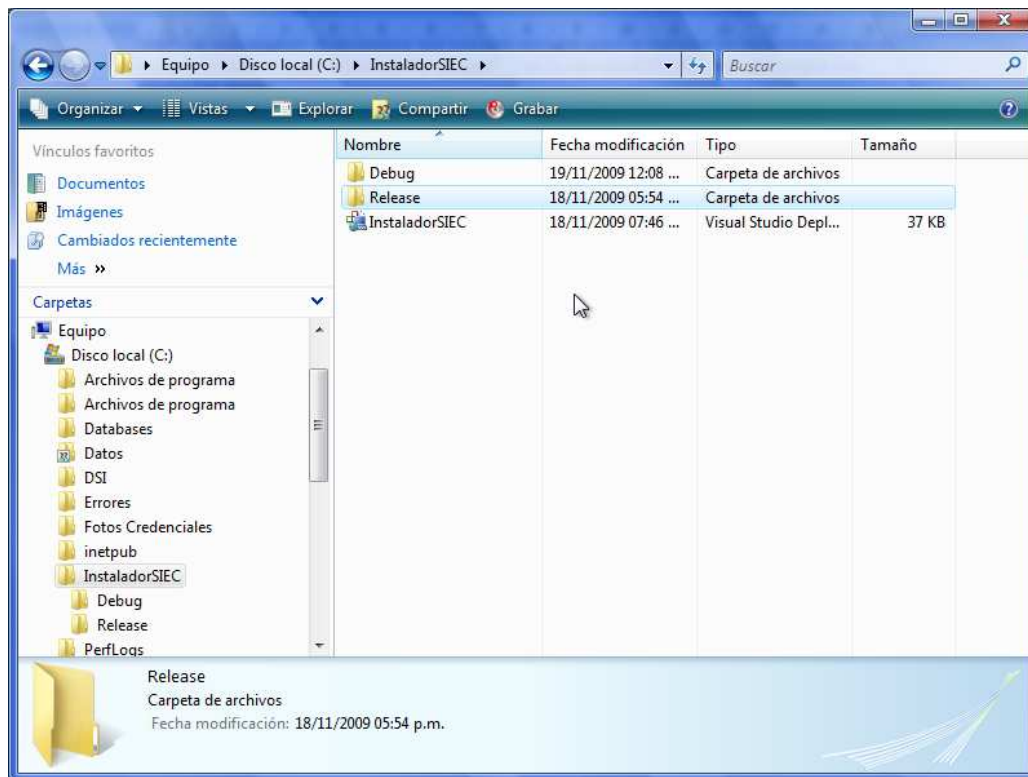 Equipo ▸ Disco local (C:) ▸ InstaladorSIEC ▸
Buscar
Organizar Vistas Explorar Compartir Grabar
Vínculos favoritos
Documentos
Imágenes
Cambiados recientemente
Más »
Carpetas
Equipo
Disco local (C:)
Archivos de programa
Archivos de programa
Databases
Datos
DSI
Errores
Fotos Credenciales
inetpub
InstaladorSIEC
Debug
Release
PerfLogs
Nombre Fecha modificación Tipo Tamaño
Debug 19/11/2009 12:08 ... Carpeta de archivos
Release 18/11/2009 05:54 ... Carpeta de archivos
InstaladorSIEC 18/11/2009 07:46 ... Visual Studio Depl... 37 KB
Release
Carpeta de archivos
Fecha modificación: 18/11/2009 05:54 p.m.